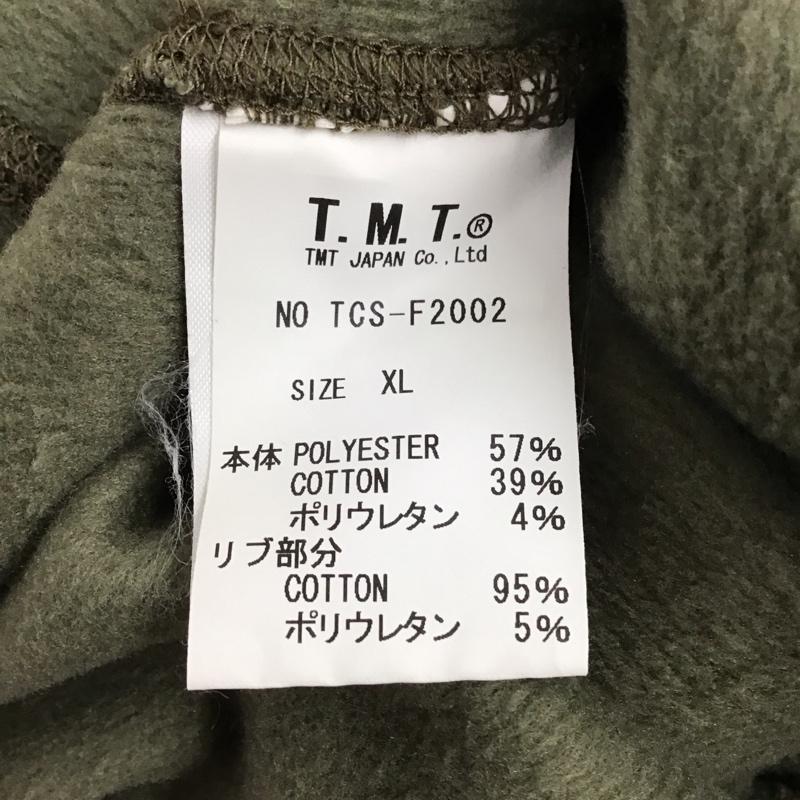 T. M. T.®
TMT JAPAN Co.,Ltd
NO TCS-F2002
SIZE XL
本体 POLYESTER 57%
COTTON 39%
ポリウレタン 4%
リブ部分
COTTON 95%
ポリウレタン 5%